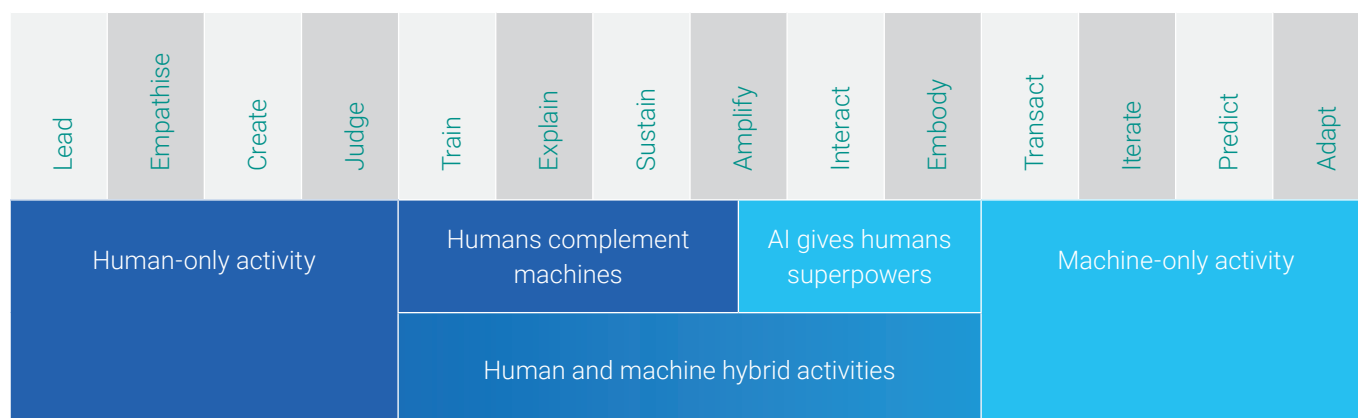 Lead
Empathise
Create
Judge
Train
Explain
Sustain
Amplify
Interact
Embody
Transact
Iterate
Predict
Adapt
Human-only activity
Humans complement
machines
AI gives humans
superpowers
Machine-only activity
Human and machine hybrid activities